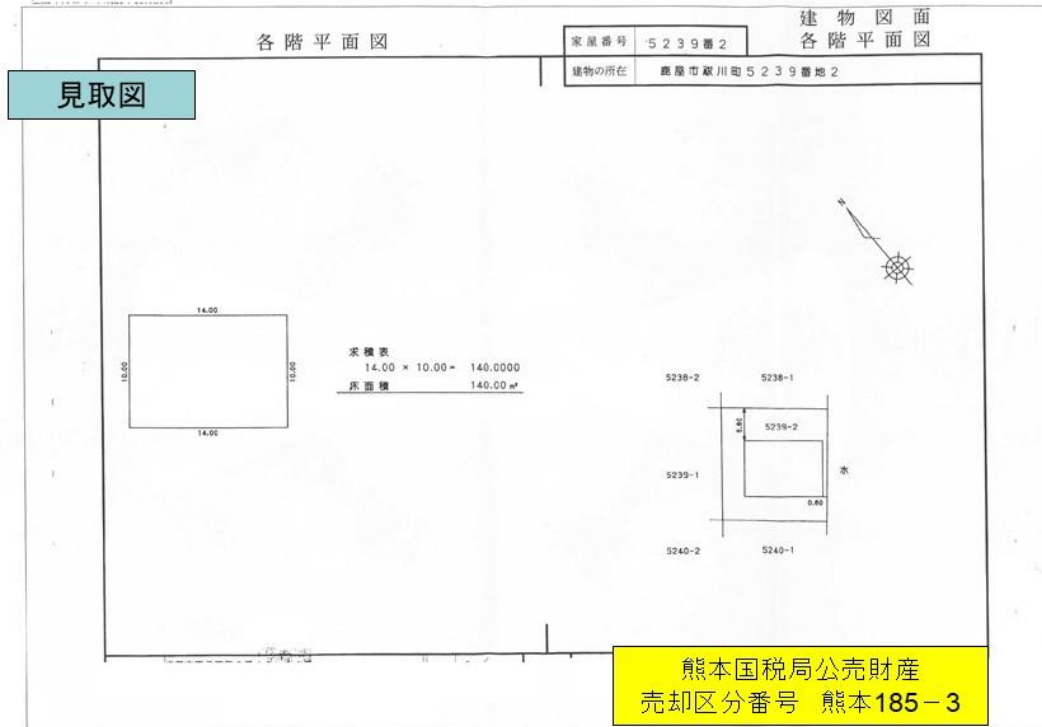 建物図面
各階平面図
各階平面図
家屋番号 5239番2
建物の所在 鹿屋市祓川町5239番地2
見取図
N
14.00
10.00
10.00
14.00
求積表
14.00 × 10.00= 140.0000
床面積 140.00㎡
5238-2
5238-1
5.80
5239-2
5239-1
水
0.80
5240-2
5240-1
熊本国税局公売財産
売却区分番号 熊本185-3